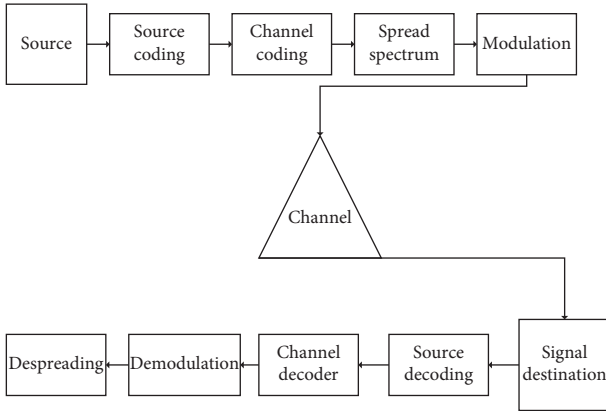 Source
Source
coding
Channel
coding
Spread
spectrum
Modulation
Channel
Despreading
Demodulation
Channel
decoder
Source
decoding
Signal
destination